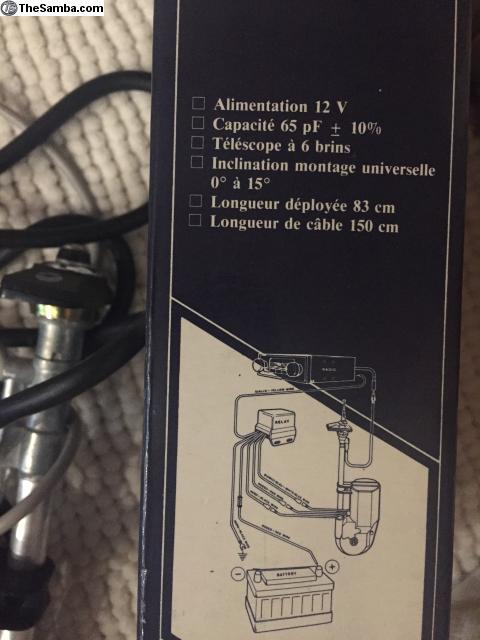 TheSamba.com
Alimentation 12 V
Capacité 65 pF ± 10%
Téléscope à 6 brins
Inclination montage universelle
0° à 15°
Longueur déployée 83 cm
Longueur de câble 150 cm
RADIO
RELAY
- +
BATTERY